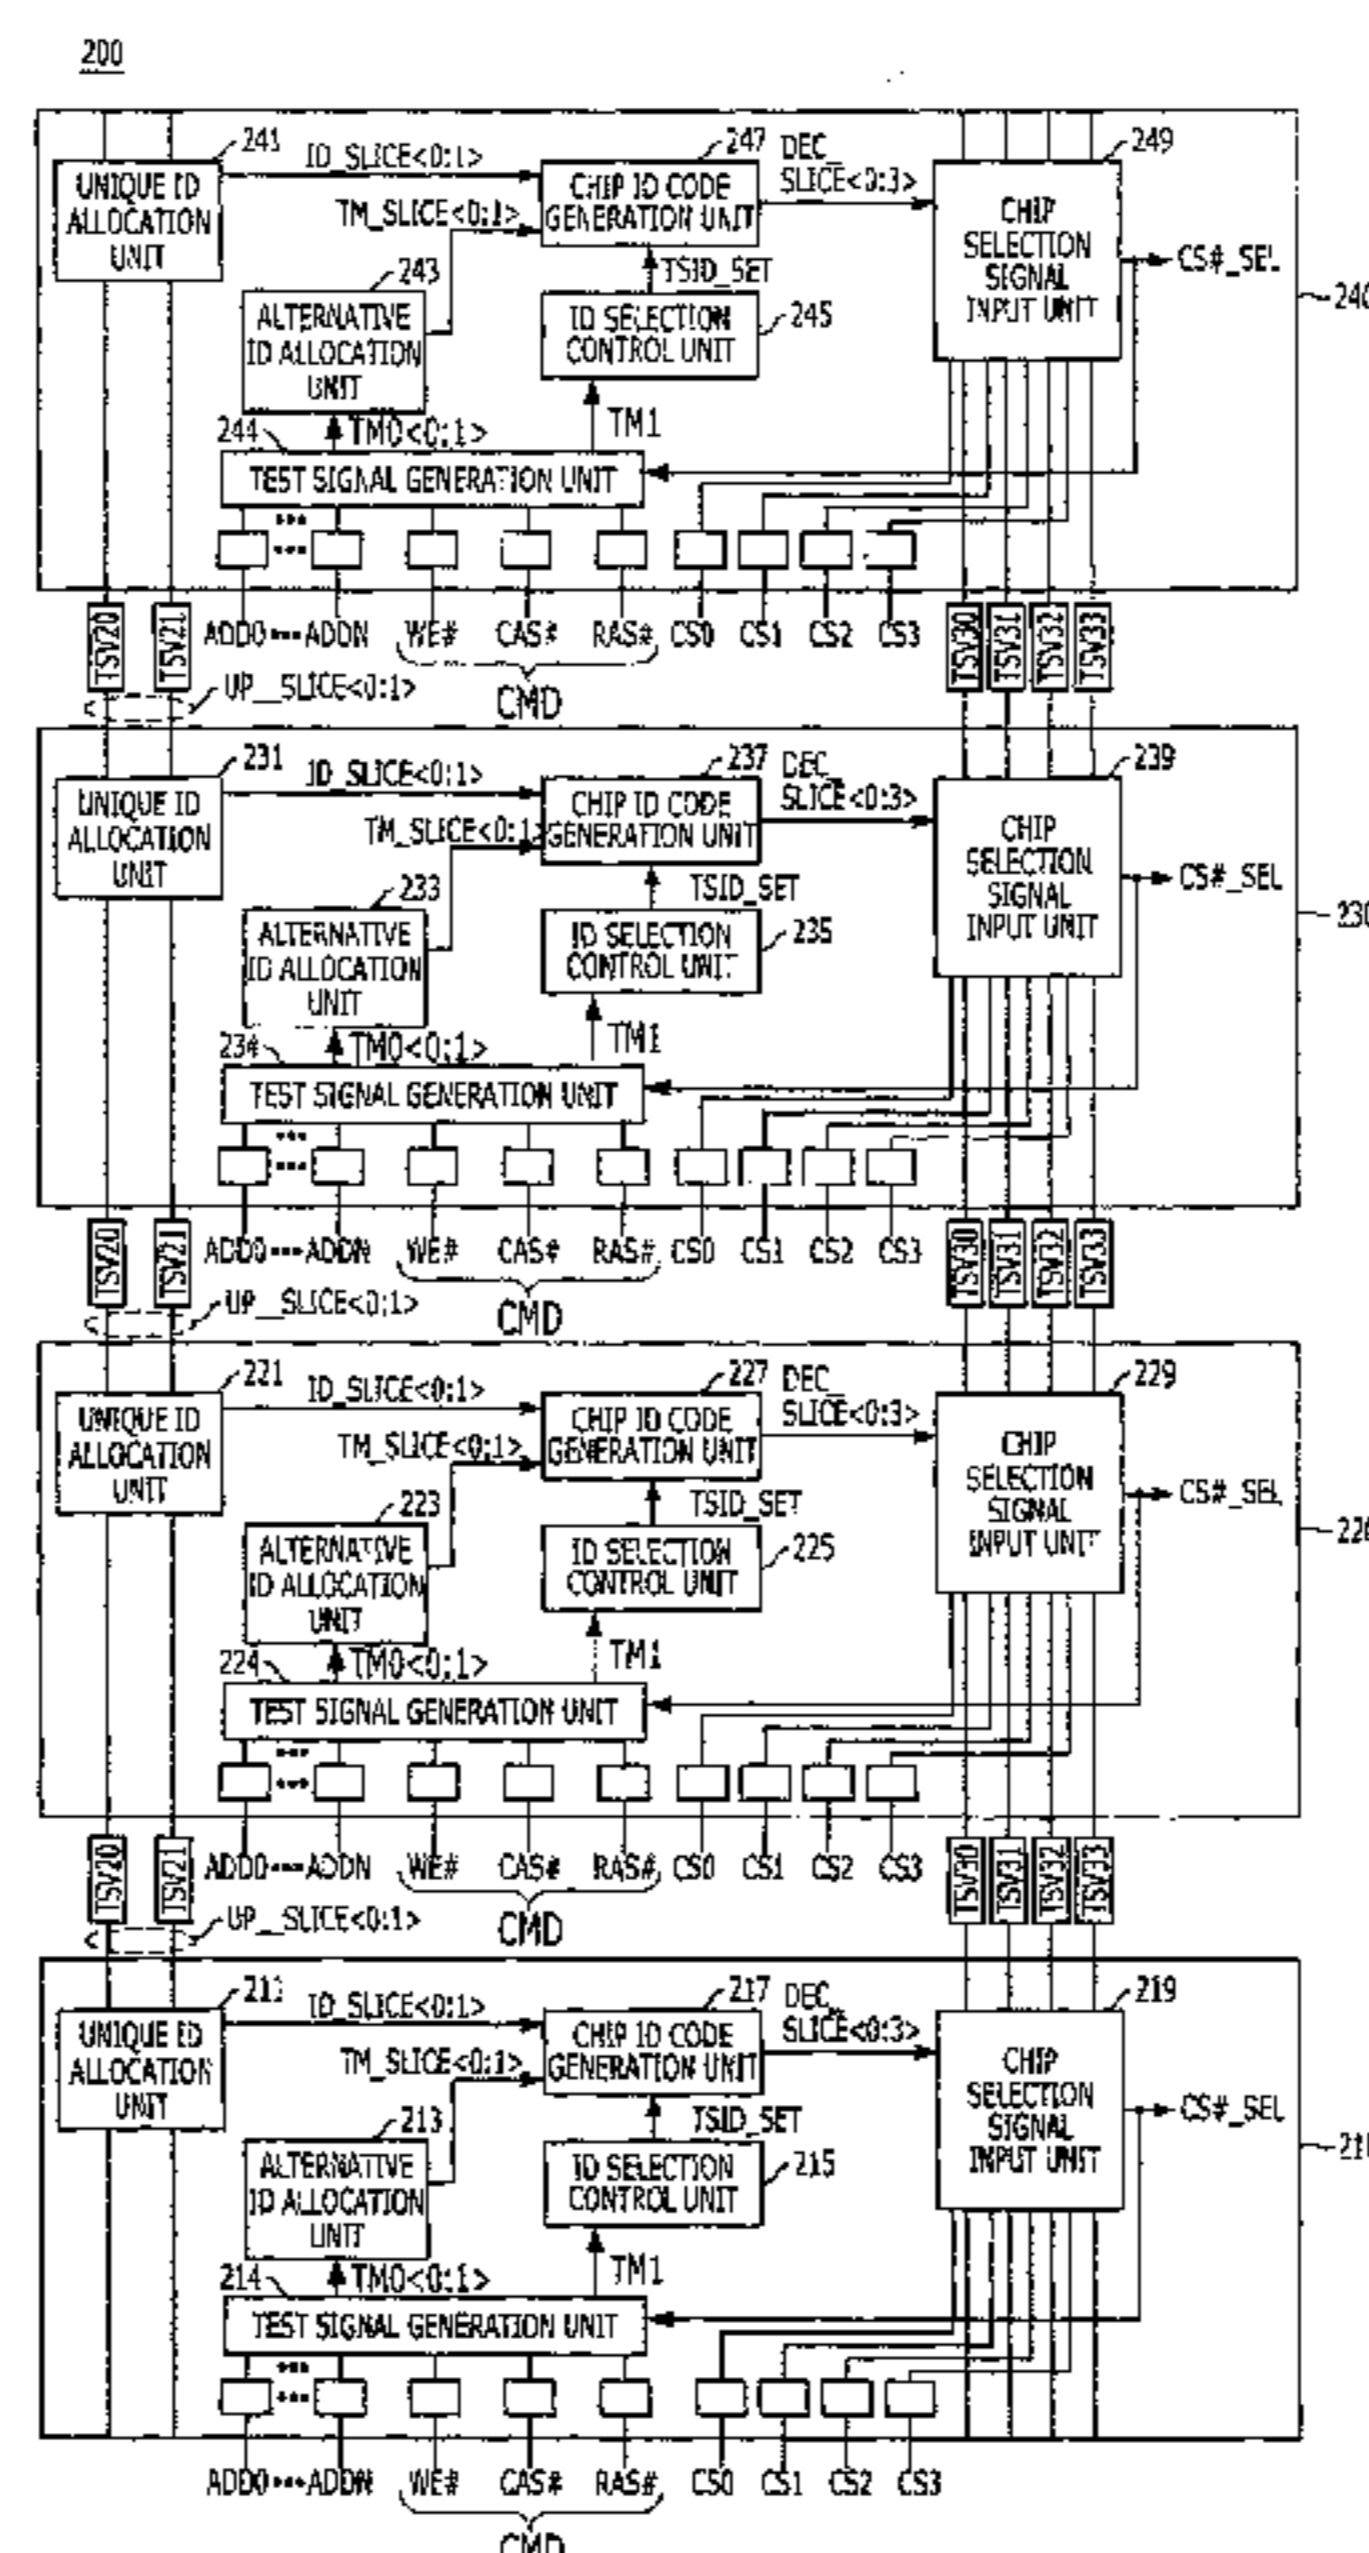 200
241
ID_SLICE<0:1>
247
DEC_
SLICE<0:3>
249
UNIQUE ID
ALLOCATION
UNIT
TM_SLICE<0:1>
CHIP ID CODE
GENERATION UNIT
CHIP
SELECTION
SIGNAL
INPUT UNIT
CS#_SEL
243
TSID_SET
ALTERNATIVE
ID ALLOCATION
UNIT
ID SELECTION
CONTROL UNIT
245
244
TM0<0:1>
TM1
TEST SIGNAL GENERATION UNIT
ADD0 ··· ADDN WE# CAS# RAS# CS0 CS1 CS2 CS3
TSV20 TSV21
TSV30 TSV31 TSV32 TSV33
UP_SLICE<0:1>
CMD
231
ID_SLICE<0:1>
237
DEC_
SLICE<0:3>
239
UNIQUE ID
ALLOCATION
UNIT
TM_SLICE<0:1>
CHIP ID CODE
GENERATION UNIT
CHIP
SELECTION
SIGNAL
INPUT UNIT
CS#_SEL
233
TSID_SET
ALTERNATIVE
ID ALLOCATION
UNIT
ID SELECTION
CONTROL UNIT
235
234
TM0<0:1>
TM1
TEST SIGNAL GENERATION UNIT
ADD0 ··· ADDN WE# CAS# RAS# CS0 CS1 CS2 CS3
TSV20 TSV21
TSV30 TSV31 TSV32 TSV33
UP_SLICE<0:1>
CMD
221
ID_SLICE<0:1>
227
DEC_
SLICE<0:3>
229
UNIQUE ID
ALLOCATION
UNIT
TM_SLICE<0:1>
CHIP ID CODE
GENERATION UNIT
CHIP
SELECTION
SIGNAL
INPUT UNIT
CS#_SEL
223
TSID_SET
ALTERNATIVE
ID ALLOCATION
UNIT
ID SELECTION
CONTROL UNIT
225
224
TM0<0:1>
TM1
TEST SIGNAL GENERATION UNIT
ADD0 ··· ADDN WE# CAS# RAS# CS0 CS1 CS2 CS3
TSV20 TSV21
TSV30 TSV31 TSV32 TSV33
UP_SLICE<0:1>
CMD
211
ID_SLICE<0:1>
217
DEC_
SLICE<0:3>
219
UNIQUE ID
ALLOCATION
UNIT
TM_SLICE<0:1>
CHIP ID CODE
GENERATION UNIT
CHIP
SELECTION
SIGNAL
INPUT UNIT
CS#_SEL
213
TSID_SET
ALTERNATIVE
ID ALLOCATION
UNIT
ID SELECTION
CONTROL UNIT
215
214
TM0<0:1>
TM1
TEST SIGNAL GENERATION UNIT
ADD0 ··· ADDN WE# CAS# RAS# CS0 CS1 CS2 CS3
CMD